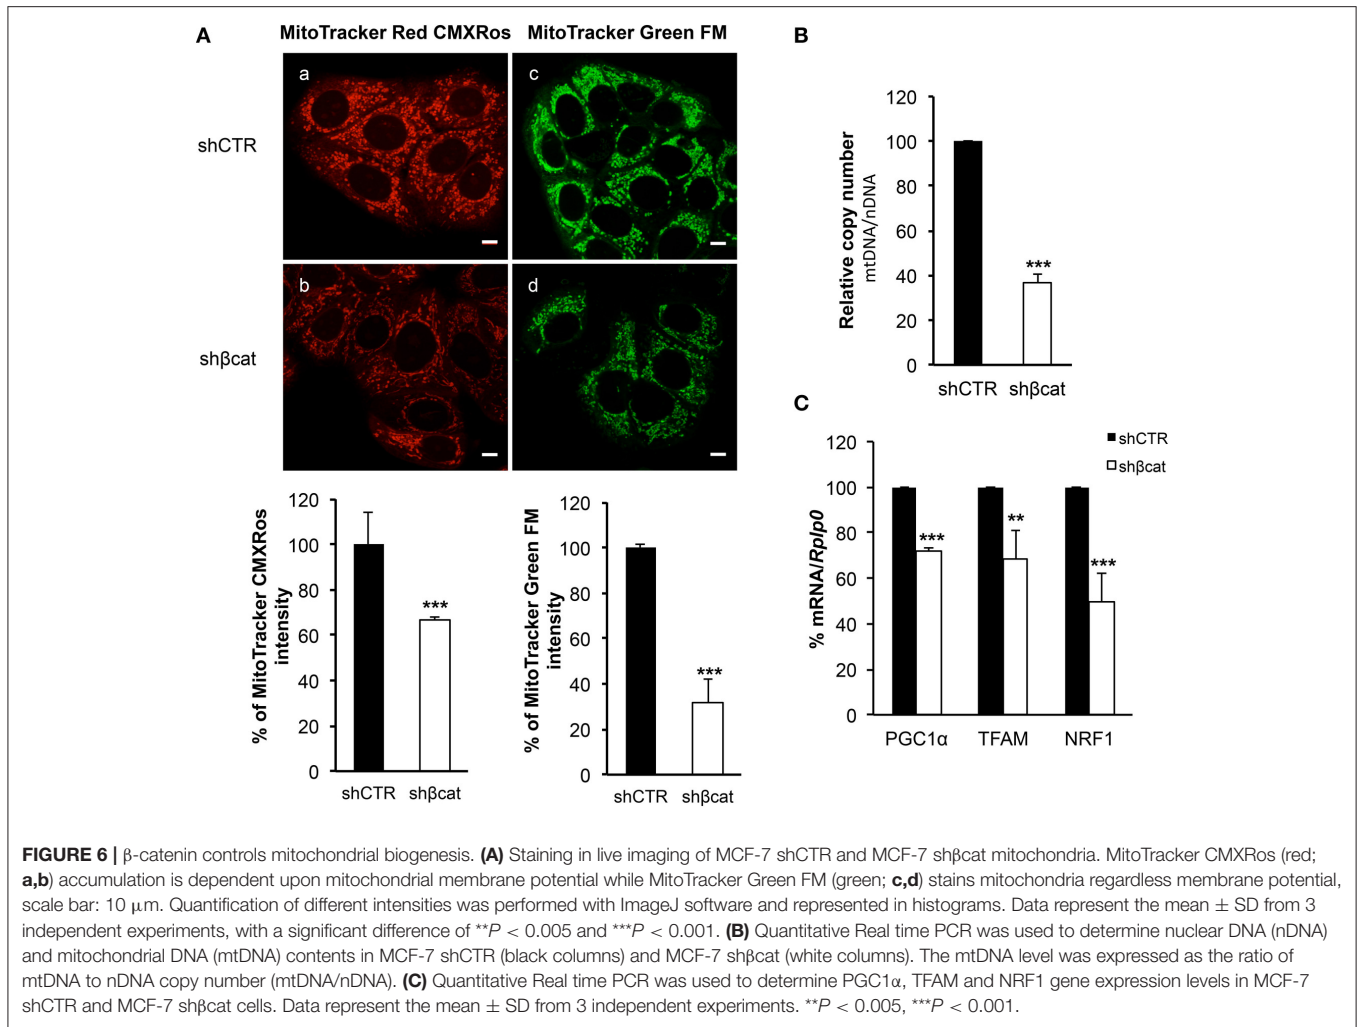 A
MitoTracker Red CMXRos
MitoTracker Green FM
shCTR
a
c
shβcat
b
d
% of MitoTracker CMXRos
intensity
120
100
80
60
40
20
0
***
shCTR
shβcat
% of MitoTracker Green FM
intensity
120
100
80
60
40
20
0
***
shCTR
shβcat
B
Relative copy number
mtDNA/nDNA
120
100
80
60
40
20
0
***
shCTR
shβcat
C
% mRNA/Rplp0
120
100
80
60
40
20
0
shCTR
shβcat
***
**
***
PGC1α
TFAM
NRF1
FIGURE 6 | β-catenin controls mitochondrial biogenesis. (A) Staining in live imaging of MCF-7 shCTR and MCF-7 shβcat mitochondria. MitoTracker CMXRos (red;
a,b) accumulation is dependent upon mitochondrial membrane potential while MitoTracker Green FM (green; c,d) stains mitochondria regardless membrane potential,
scale bar: 10 μm. Quantification of different intensities was performed with ImageJ software and represented in histograms. Data represent the mean ± SD from 3
independent experiments, with a significant difference of **P < 0.005 and ***P < 0.001. (B) Quantitative Real time PCR was used to determine nuclear DNA (nDNA)
and mitochondrial DNA (mtDNA) contents in MCF-7 shCTR (black columns) and MCF-7 shβcat (white columns). The mtDNA level was expressed as the ratio of
mtDNA to nDNA copy number (mtDNA/nDNA). (C) Quantitative Real time PCR was used to determine PGC1α, TFAM and NRF1 gene expression levels in MCF-7
shCTR and MCF-7 shβcat cells. Data represent the mean ± SD from 3 independent experiments. **P < 0.005, ***P < 0.001.